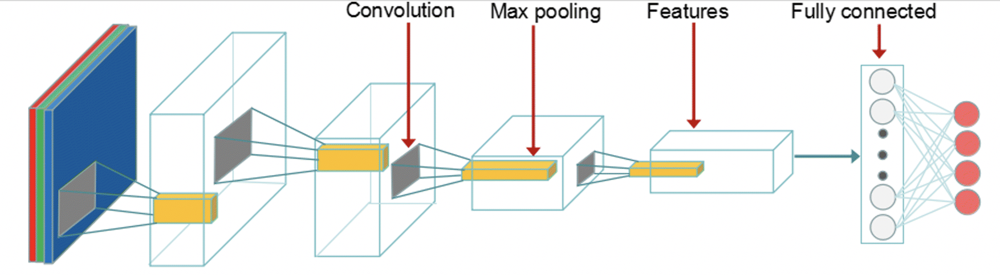 Convolution
Max pooling
Features
Fully connected